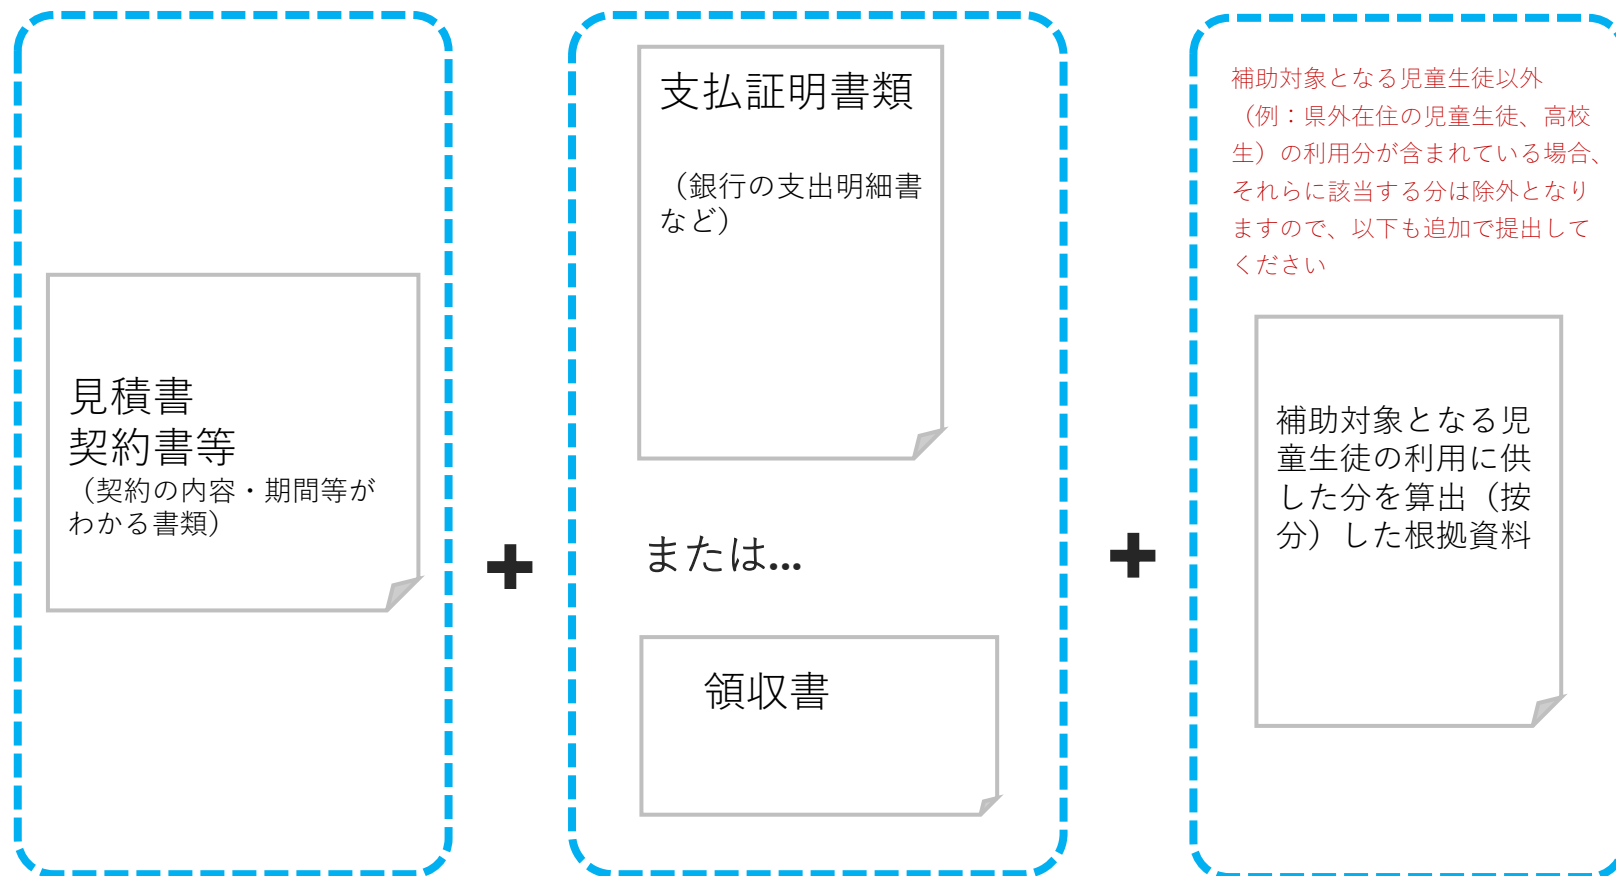 見積書
契約書等
（契約の内容・期間等が
わかる書類）
+
支払証明書類
（銀行の支出明細書
など）
または...
領収書
+
補助対象となる児童生徒以外
（例：県外在住の児童生徒、高校
生）の利用分が含まれている場合、
それらに該当する分は除外となり
ますので、以下も追加で提出して
ください
補助対象となる児
童生徒の利用に供
した分を算出（按
分）した根拠資料